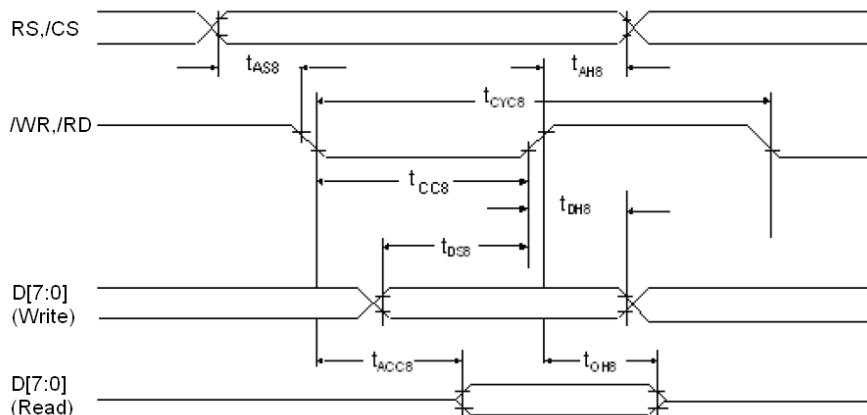 RS,/CS
tAS8
tAH8
tCYC8
/WR,/RD
tCC8
tDH8
tDS8
D[7:0]
(Write)
tACC8
tOH8
D[7:0]
(Read)